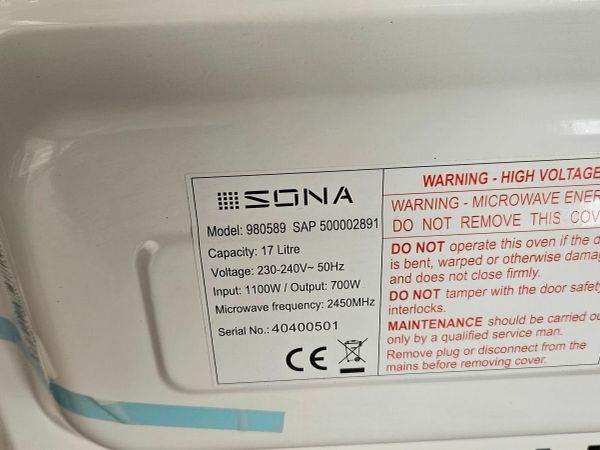 SONA
Model: 980589 SAP 500002891
Capacity: 17 Litre
Voltage: 230-240V~ 50Hz
Input: 1100W / Output: 700W
Microwave frequency: 2450MHz
Serial No.: 40400501
CE
WARNING - HIGH VOLTAGE
WARNING - MICROWAVE ENER
DO NOT REMOVE THIS COV
DO NOT operate this oven if the d
is bent, warped or otherwise dama
and does not close firmly.
DO NOT tamper with the door safety
interlocks.
MAINTENANCE should be carried ou
only by a qualified service man.
Remove plug or disconnect from the
mains before removing cover.